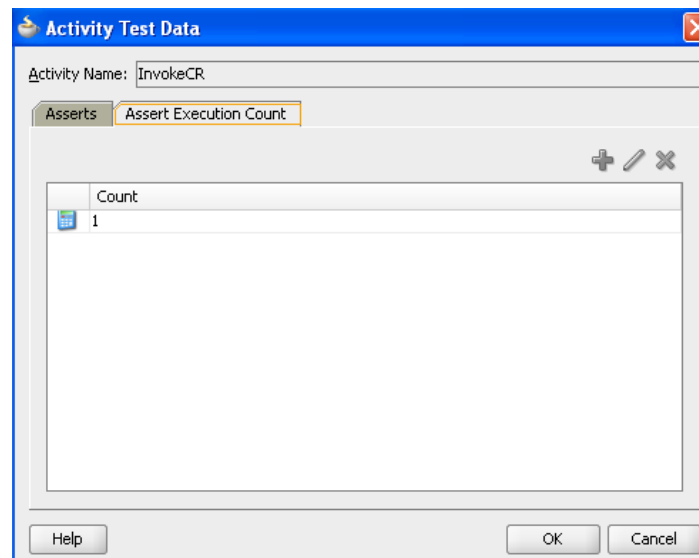 Activity Test Data
Activity Name: InvokeCR
Asserts Assert Execution Count
Count
1
Help OK Cancel